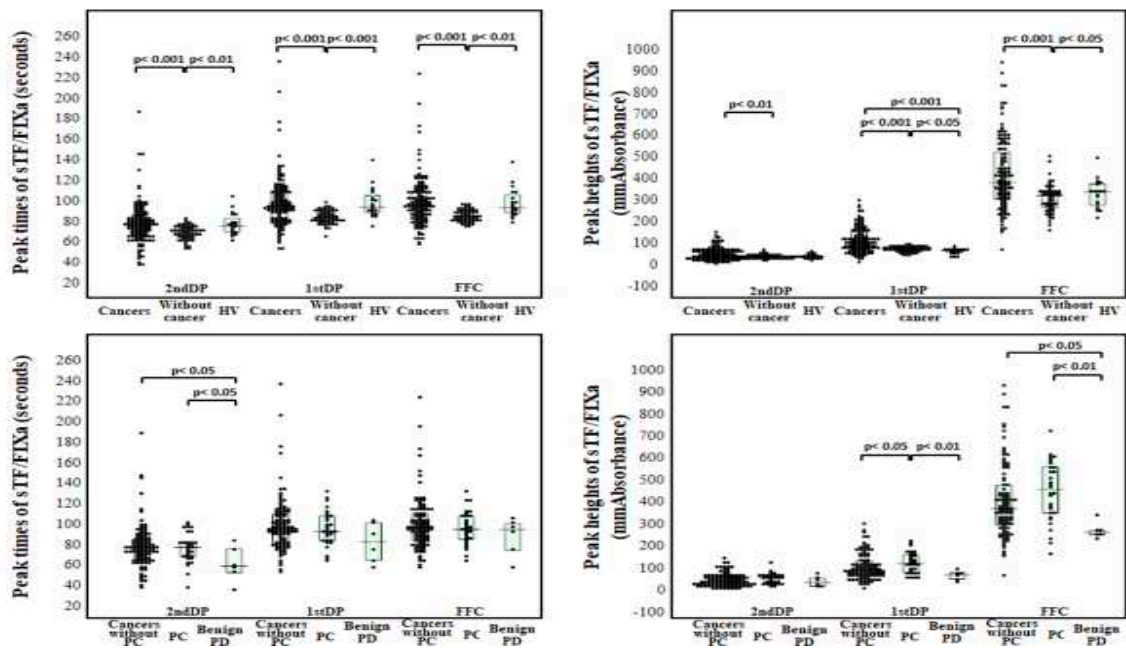 Peak times of sTF/FIXa (seconds)
260
240
220
200
180
160
140
120
100
80
60
40
20
p< 0.001 p< 0.01
p< 0.001 p< 0.001
p< 0.001 p< 0.01
2ndDP 1stDP FFC
Cancers Without cancer HV Cancers Without cancer HV Cancers Without cancer HV
Peak heights of sTF/FIXa
(mmAbsorbance)
1000
900
800
700
600
500
400
300
200
100
0
-100
p< 0.01
p< 0.001
p< 0.001 p< 0.05
p< 0.001 p< 0.05
2ndDP 1stDP FFC
Cancers Without cancer HV Cancers Without cancer HV Cancers Without cancer HV
Peak times of sTF/FIXa (seconds)
260
240
220
200
180
160
140
120
100
80
60
40
20
p< 0.05
p< 0.05
2ndDP 1stDP FFC
Cancers without PC PC Benign PD Cancers without PC PC Benign PD Cancers without PC PC Benign PD
Peak heights of sTF/FIXa
(mmAbsorbance)
1000
900
800
700
600
500
400
300
200
100
0
-100
p< 0.05 p< 0.01
p< 0.05
p< 0.01
2ndDP 1stDP FFC
Cancers without PC PC Benign PD Cancers without PC PC Benign PD Cancers without PC PC Benign PD